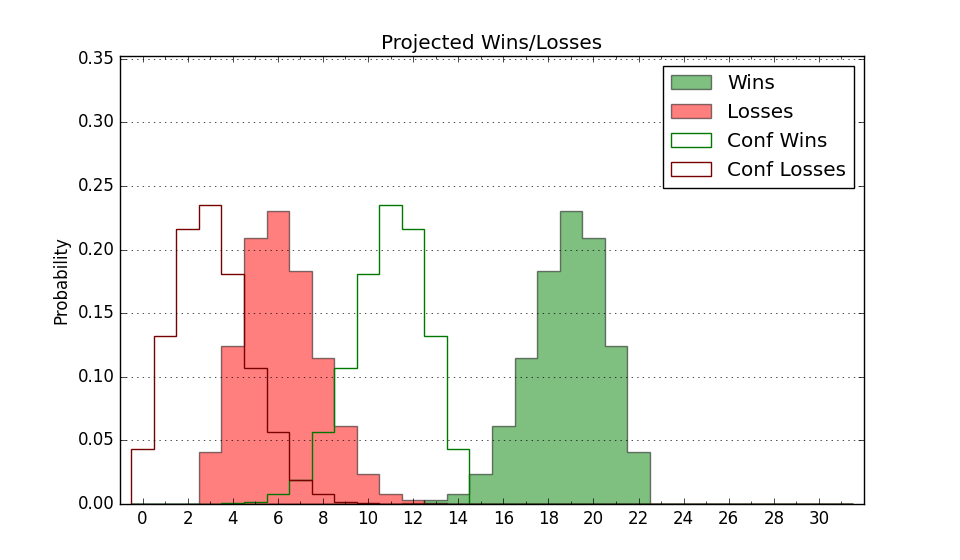 Projected Wins/Losses
0.35
0.30
0.25
0.20
0.15
0.10
0.05
0.00
Probability
Wins
Losses
Conf Wins
Conf Losses
0 2 4 6 8 10 12 14 16 18 20 22 24 26 28 30